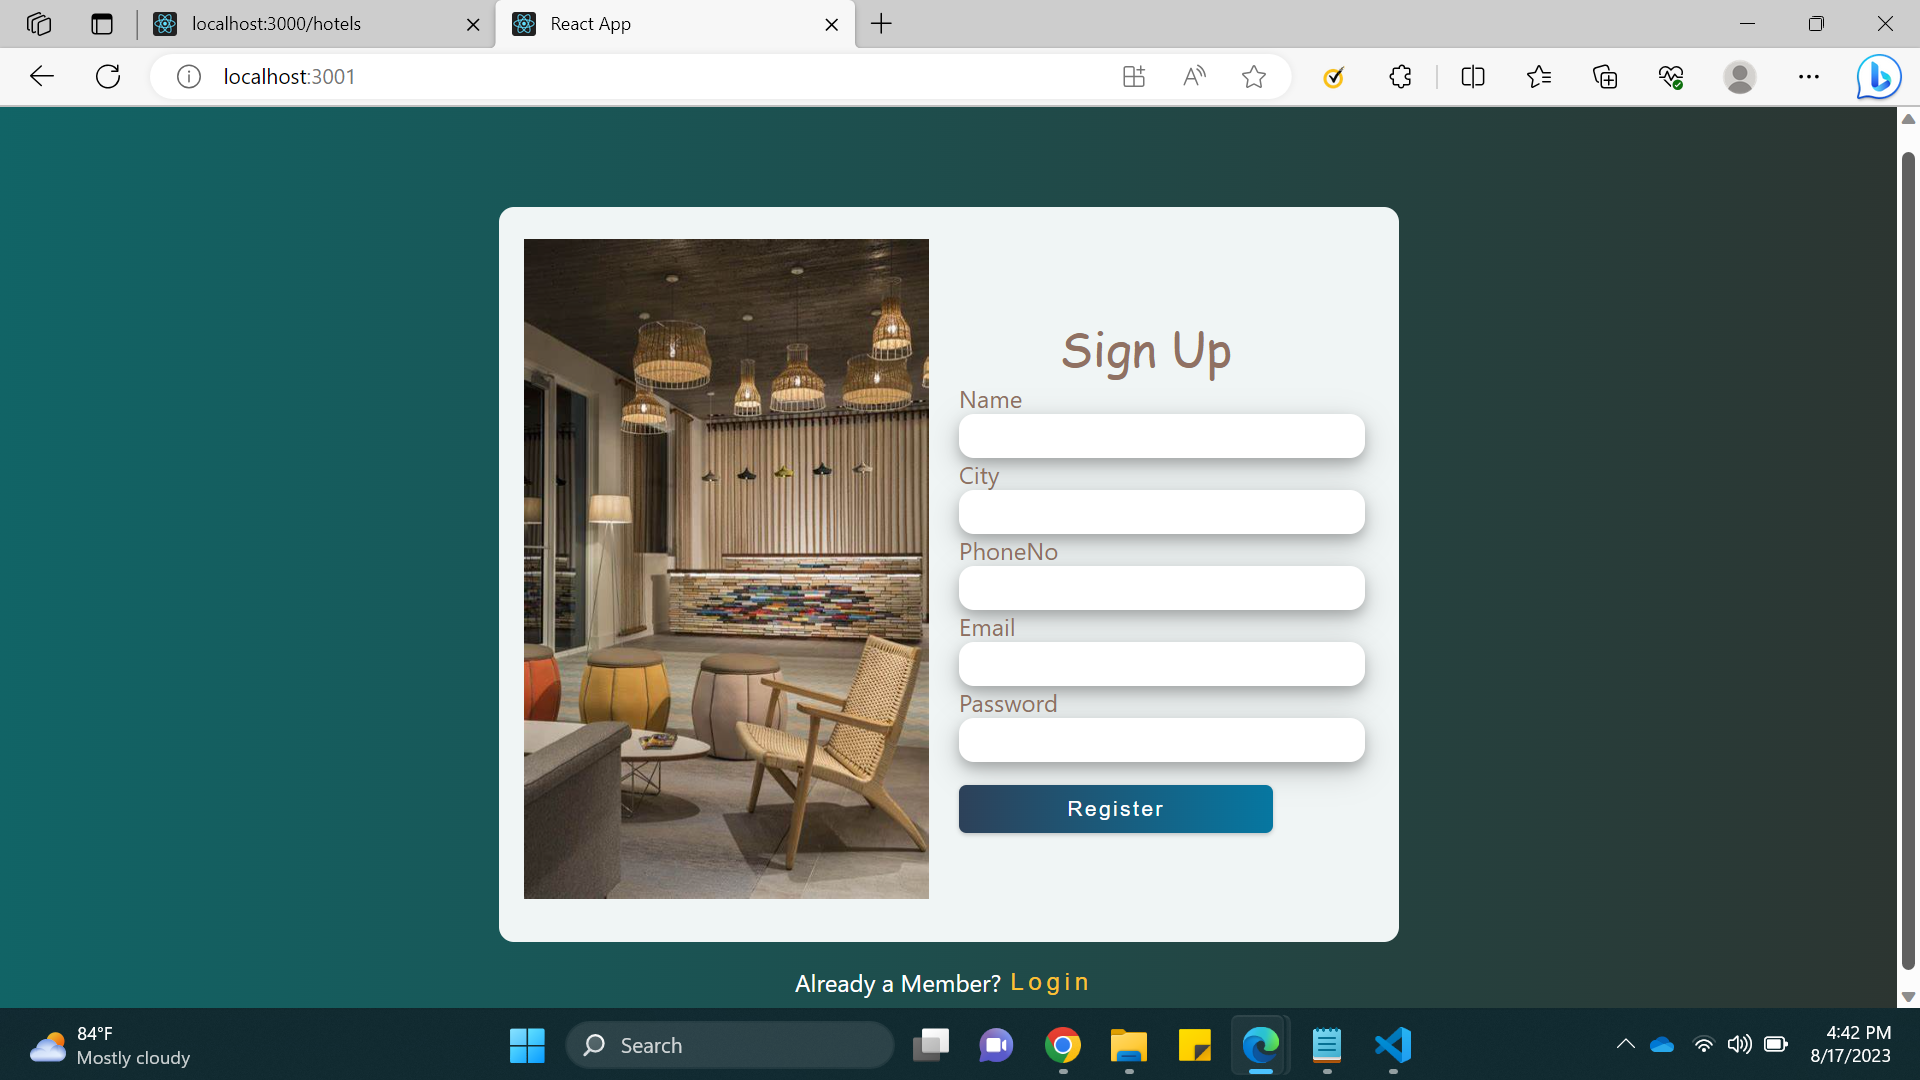 localhost:3000/hotels
React App
localhost:3001
Sign Up
Name
City
PhoneNo
Email
Password
Register
Already a Member? Login
84°F
Mostly cloudy
Search
4:42 PM
8/17/2023